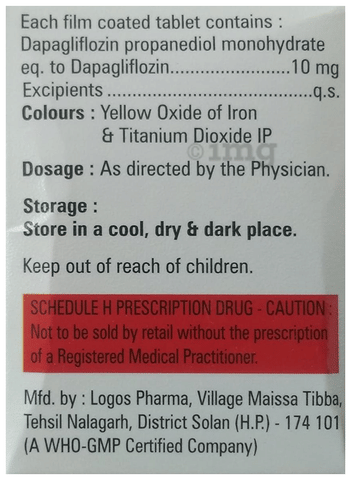 Each film coated tablet contains :
Dapagliflozin propanediol monohydrate
eq. to Dapagliflozin........................10 mg
Excipients ........................................q.s.
Colours : Yellow Oxide of Iron
& Titanium Dioxide IP
©1mg
Dosage : As directed by the Physician.
Storage :
Store in a cool, dry & dark place.
Keep out of reach of children.
SCHEDULE H PRESCRIPTION DRUG - CAUTION :
Not to be sold by retail without the prescription
of a Registered Medical Practitioner.
Mfd. by : Logos Pharma, Village Maissa Tibba,
Tehsil Nalagarh, District Solan (H.P.) - 174 101
(A WHO-GMP Certified Company)